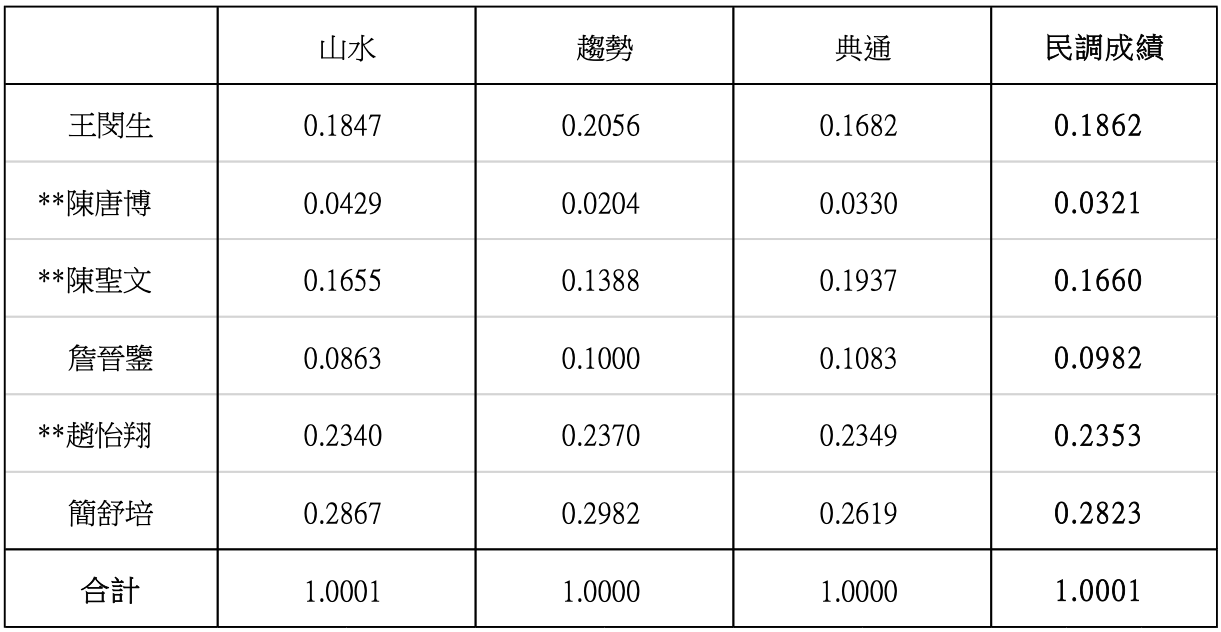 山水 趨勢 典通 民調成績
王閔生 0.1847 0.2056 0.1682 0.1862
**陳唐博 0.0429 0.0204 0.0330 0.0321
**陳聖文 0.1655 0.1388 0.1937 0.1660
詹晉鑒 0.0863 0.1000 0.1083 0.0982
**趙怡翔 0.2340 0.2370 0.2349 0.2353
簡舒培 0.2867 0.2982 0.2619 0.2823
合計 1.0001 1.0000 1.0000 1.0001